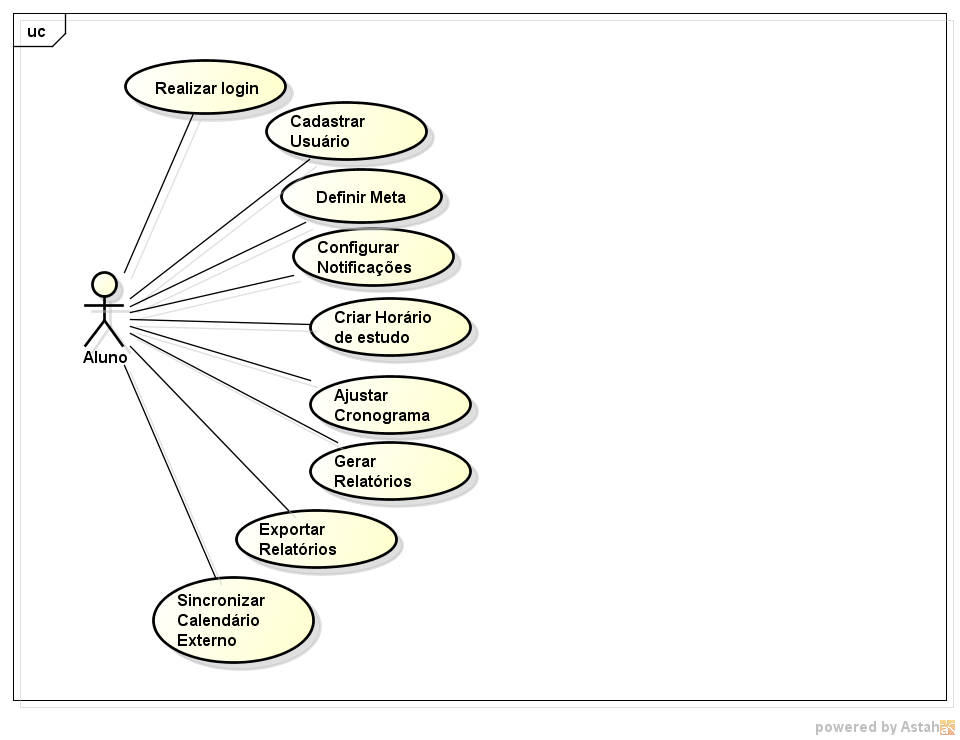 uc
Realizar login
Cadastrar
Usuário
Definir Meta
Configurar
Notificações
Criar Horário
de estudo
Aluno
Ajustar
Cronograma
Gerar
Relatórios
Exportar
Relatórios
Sincronizar
Calendário
Externo
powered by Astah